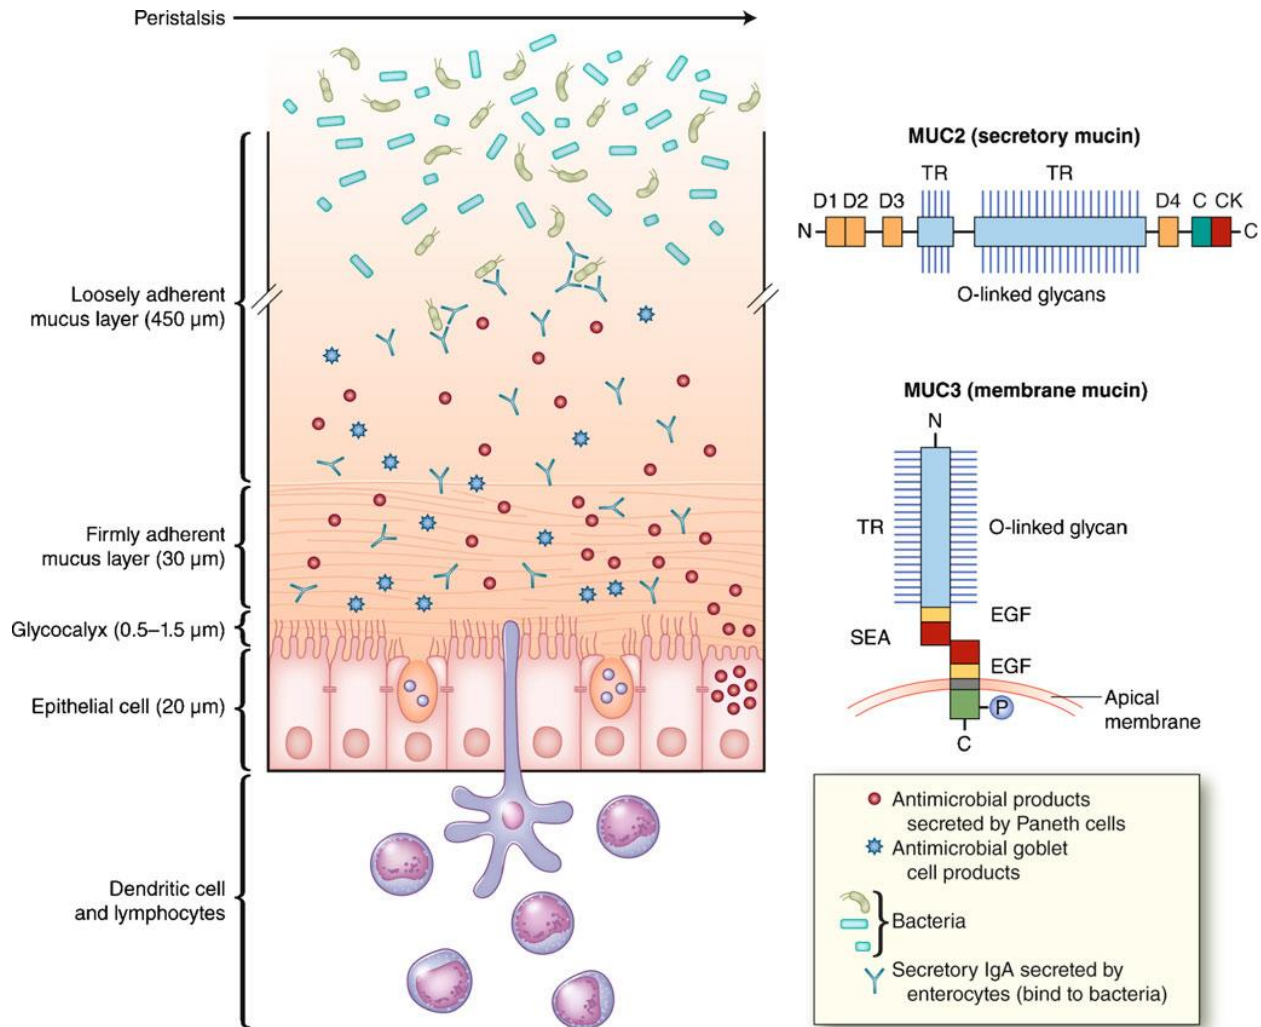 Peristalsis
Loosely adherent
mucus layer (450 μm)
Firmly adherent
mucus layer (30 μm)
Glycocalyx (0.5–1.5 μm)
Epithelial cell (20 μm)
Dendritic cell
and lymphocytes
MUC2 (secretory mucin)
TR TR
D1 D2 D3 D4 C CK
N C
O-linked glycans
MUC3 (membrane mucin)
N
TR O-linked glycan
EGF
SEA
EGF
P
Apical
membrane
C
Antimicrobial products
secreted by Paneth cells
Antimicrobial goblet
cell products
Bacteria
Secretory IgA secreted by
enterocytes (bind to bacteria)